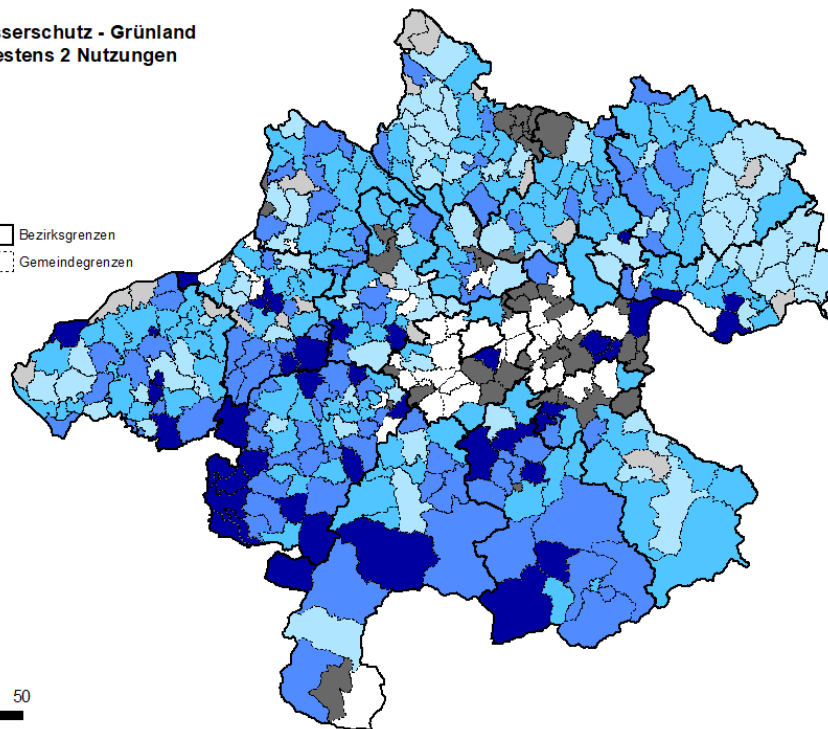 sserschutz - Grünland
estens 2 Nutzungen
Bezirksgrenzen
Gemeindegrenzen
50